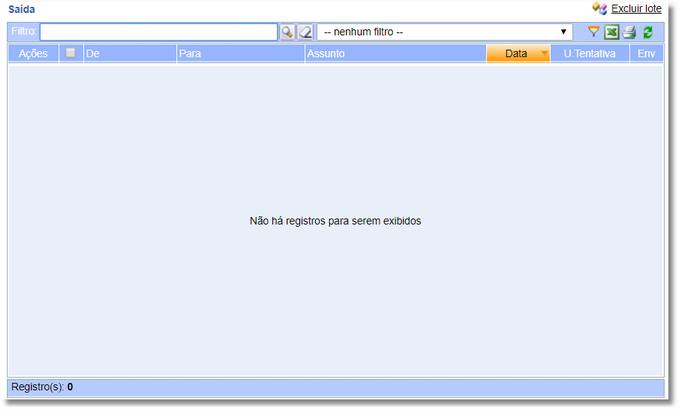 Saída
Excluir lote
Filtro:
-- nenhum filtro --
Ações De Para Assunto Data U.Tentativa Env
Não há registros para serem exibidos
Registro(s): 0